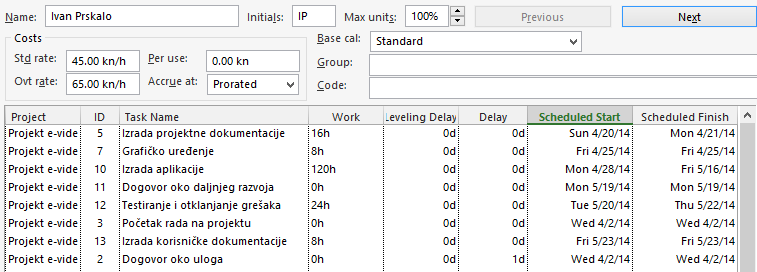 Name: Ivan Prskalo Initials: IP Max units: 100% Previous Next
Costs Base cal: Standard
Std rate: 45.00 kn/h Per use: 0.00 kn Group:
Ovt rate: 65.00 kn/h Accrue at: Prorated Code:
Project ID Task Name Work Leveling Delay Delay Scheduled Start Scheduled Finish
Projekt e-vide 5 Izrada projektne dokumentacije 16h 0d 0d Sun 4/20/14 Mon 4/21/14
Projekt e-vide 7 Grafičko uređenje 8h 0d 0d Fri 4/25/14 Fri 4/25/14
Projekt e-vide 10 Izrada aplikacije 120h 0d 0d Mon 4/28/14 Fri 5/16/14
Projekt e-vide 11 Dogovor oko daljnjeg razvoja 0h 0d 0d Mon 5/19/14 Mon 5/19/14
Projekt e-vide 12 Testiranje i otklanjanje grešaka 24h 0d 0d Tue 5/20/14 Thu 5/22/14
Projekt e-vide 3 Početak rada na projektu 0h 0d 0d Wed 4/2/14 Wed 4/2/14
Projekt e-vide 13 Izrada korisničke dokumentacije 8h 0d 0d Fri 5/23/14 Fri 5/23/14
Projekt e-vide 2 Dogovor oko uloga 0h 0d 1d Wed 4/2/14 Wed 4/2/14